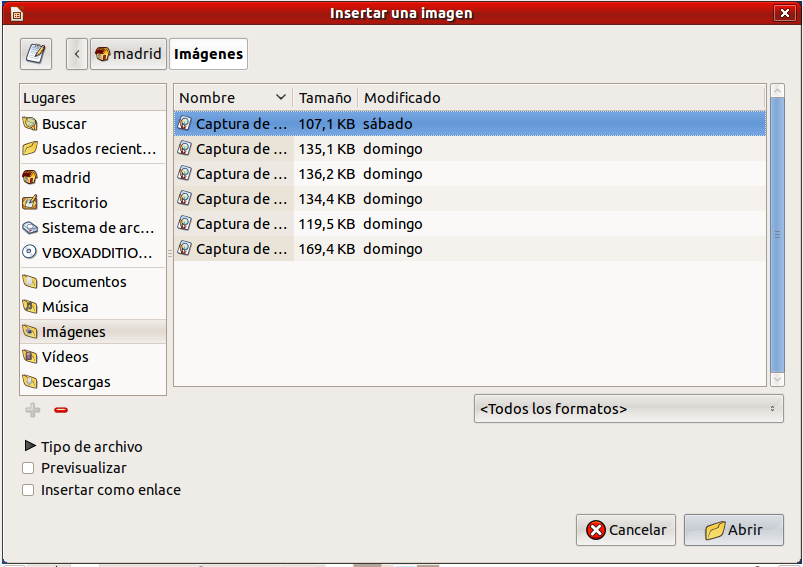 Insertar una imagen
madrid Imágenes
Lugares
Buscar
Usados recient...
madrid
Escritorio
Sistema de arc...
VBOXADDITIO...
Documentos
Música
Imágenes
Vídeos
Descargas
Nombre Tamaño Modificado
Captura de ... 107,1 KB sábado
Captura de ... 135,1 KB domingo
Captura de ... 136,2 KB domingo
Captura de ... 134,4 KB domingo
Captura de ... 119,5 KB domingo
Captura de ... 169,4 KB domingo
<Todos los formatos>
Tipo de archivo
Previsualizar
Insertar como enlace
Cancelar Abrir